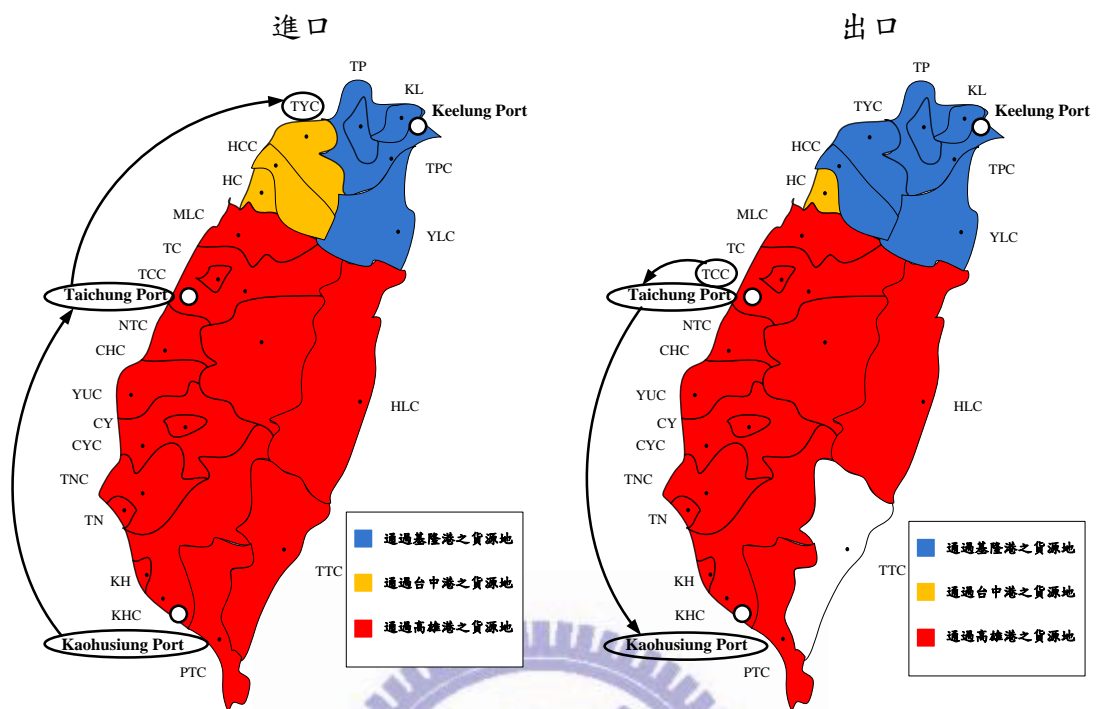 進口
TP
KL
TYC
Keelung Port
HCC
TPC
HC
MLC
YLC
TC
TCC
Taichung Port
NTC
CHC
YUC
HLC
CY
CYC
TNC
TN
TTC
KH
KHC
Kaohusiung Port
PTC
通過基隆港之貨源地
通過台中港之貨源地
通過高雄港之貨源地
出口
TP
KL
TYC
Keelung Port
HCC
TPC
HC
MLC
YLC
TC
TCC
Taichung Port
NTC
CHC
YUC
HLC
CY
CYC
TNC
TN
TTC
KH
KHC
Kaohusiung Port
PTC
通過基隆港之貨源地
通過台中港之貨源地
通過高雄港之貨源地